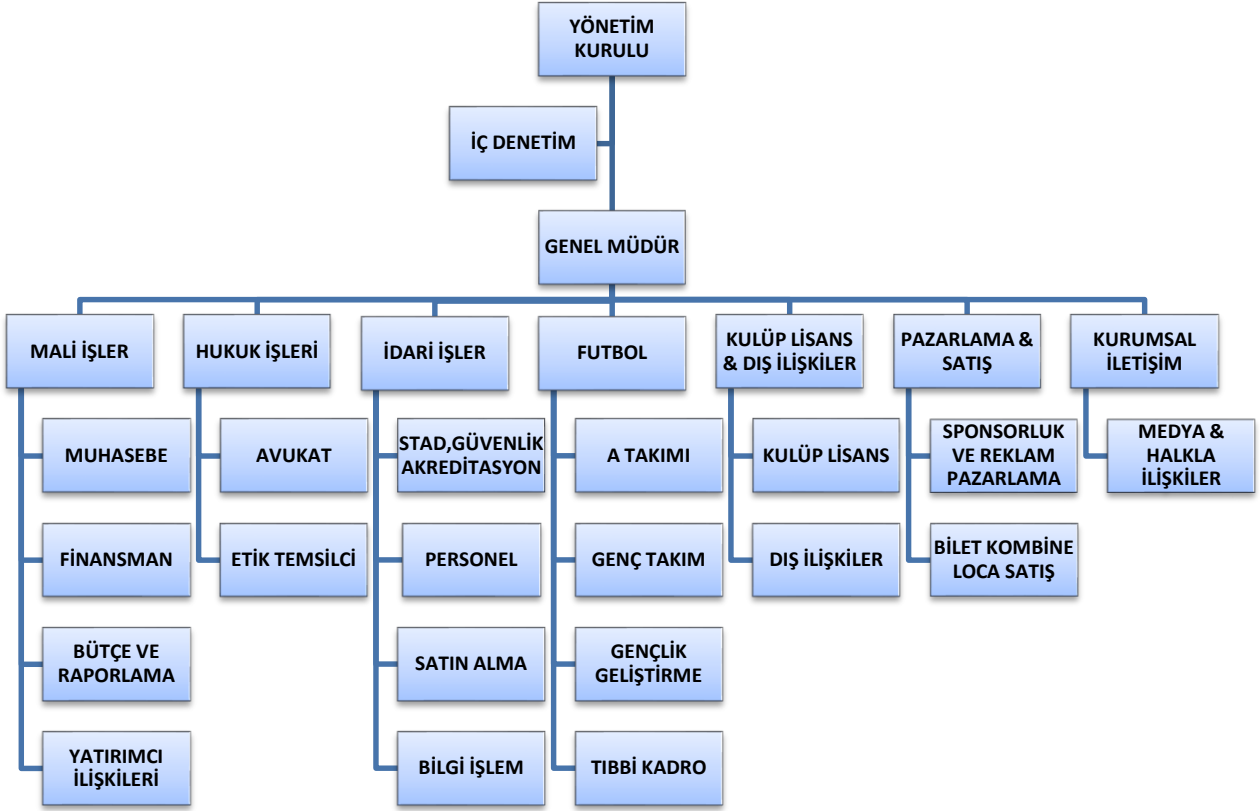 YÖNETİM
KURULU
İÇ DENETİM
GENEL MÜDÜR
MALİ İŞLER
HUKUK İŞLERİ
İDARİ İŞLER
FUTBOL
KULÜP LİSANS
& DIŞ İLİŞKİLER
PAZARLAMA &
SATIŞ
KURUMSAL
İLETİŞİM
MUHASEBE
AVUKAT
STAD,GÜVENLİK
AKREDİTASYON
A TAKIMI
KULÜP LİSANS
SPONSORLUK
VE REKLAM
PAZARLAMA
MEDYA &
HALKLA
İLİŞKİLER
FİNANSMAN
ETİK TEMSİLCİ
PERSONEL
GENÇ TAKIM
DIŞ İLİŞKİLER
BİLET KOMBİNE
LOCA SATIŞ
BÜTÇE VE
RAPORLAMA
SATIN ALMA
GENÇLİK
GELİŞTİRME
YATIRIMCI
İLİŞKİLERİ
BİLGİ İŞLEM
TIBBİ KADRO